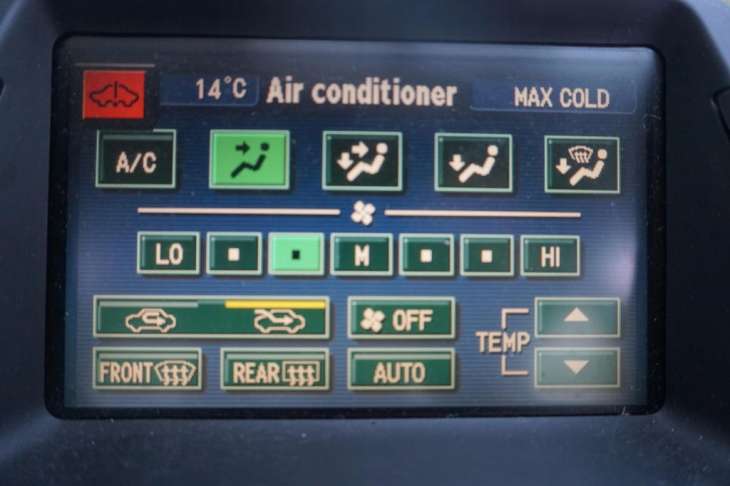 14°C Air conditioner MAX COLD
A/C
LO M HI
OFF
TEMP
FRONT REAR AUTO